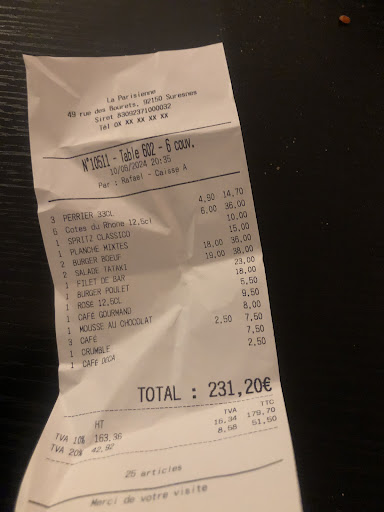 La Parisienne
49 rue des Bourets, 92150 Suresnes
Siret 83092371000032
Tel 0X XX XX XX XX
N°10511 - Table 602 - 6 couv.
10/05/2024 20:35
Par : Rafael - Caisse A
3 PERRIER 33CL 4,90 14,70
6 Cotes du Rhone 12,5cl 6,00 36,00
1 SPRITZ CLASSICO 10,00
1 PLANCHE MIXTES 15,00
2 BURGER BOEUF 18,00 36,00
2 SALADE TATAKI 19,00 38,00
1 FILET DE BAR 23,00
1 BURGER POULET 18,00
1 ROSE 12,5CL 5,50
1 CAFÉ GOURMAND 9,50
1 MOUSSE AU CHOCOLAT 8,00
3 CAFÉ 2,50 7,50
1 CRUMBLE 7,50
1 CAFE DECA 2,50
TOTAL : 231,20€
HT TVA TTC
TVA 10% 163,36 16,34 179,70
TVA 20% 42,92 8,58 51,50
25 articles
Merci de votre visite